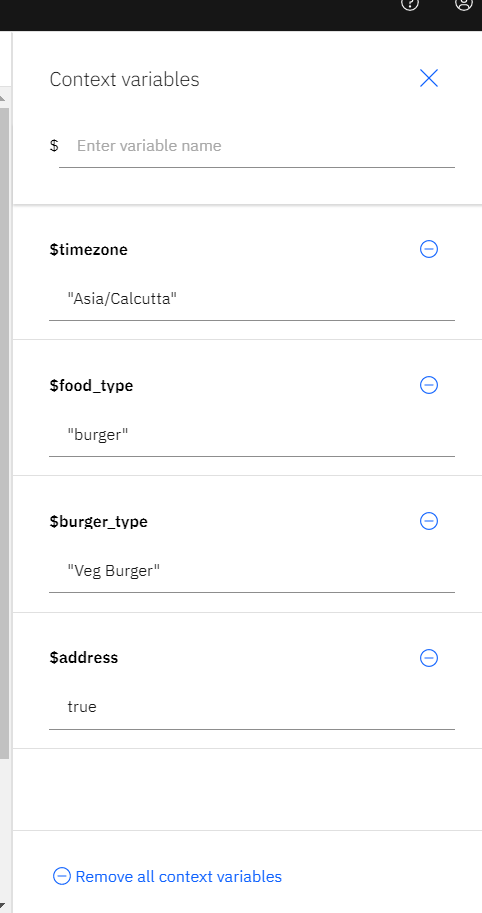 Context variables
$ Enter variable name
$timezone
"Asia/Calcutta"
$food_type
"burger"
$burger_type
"Veg Burger"
$address
true
Remove all context variables